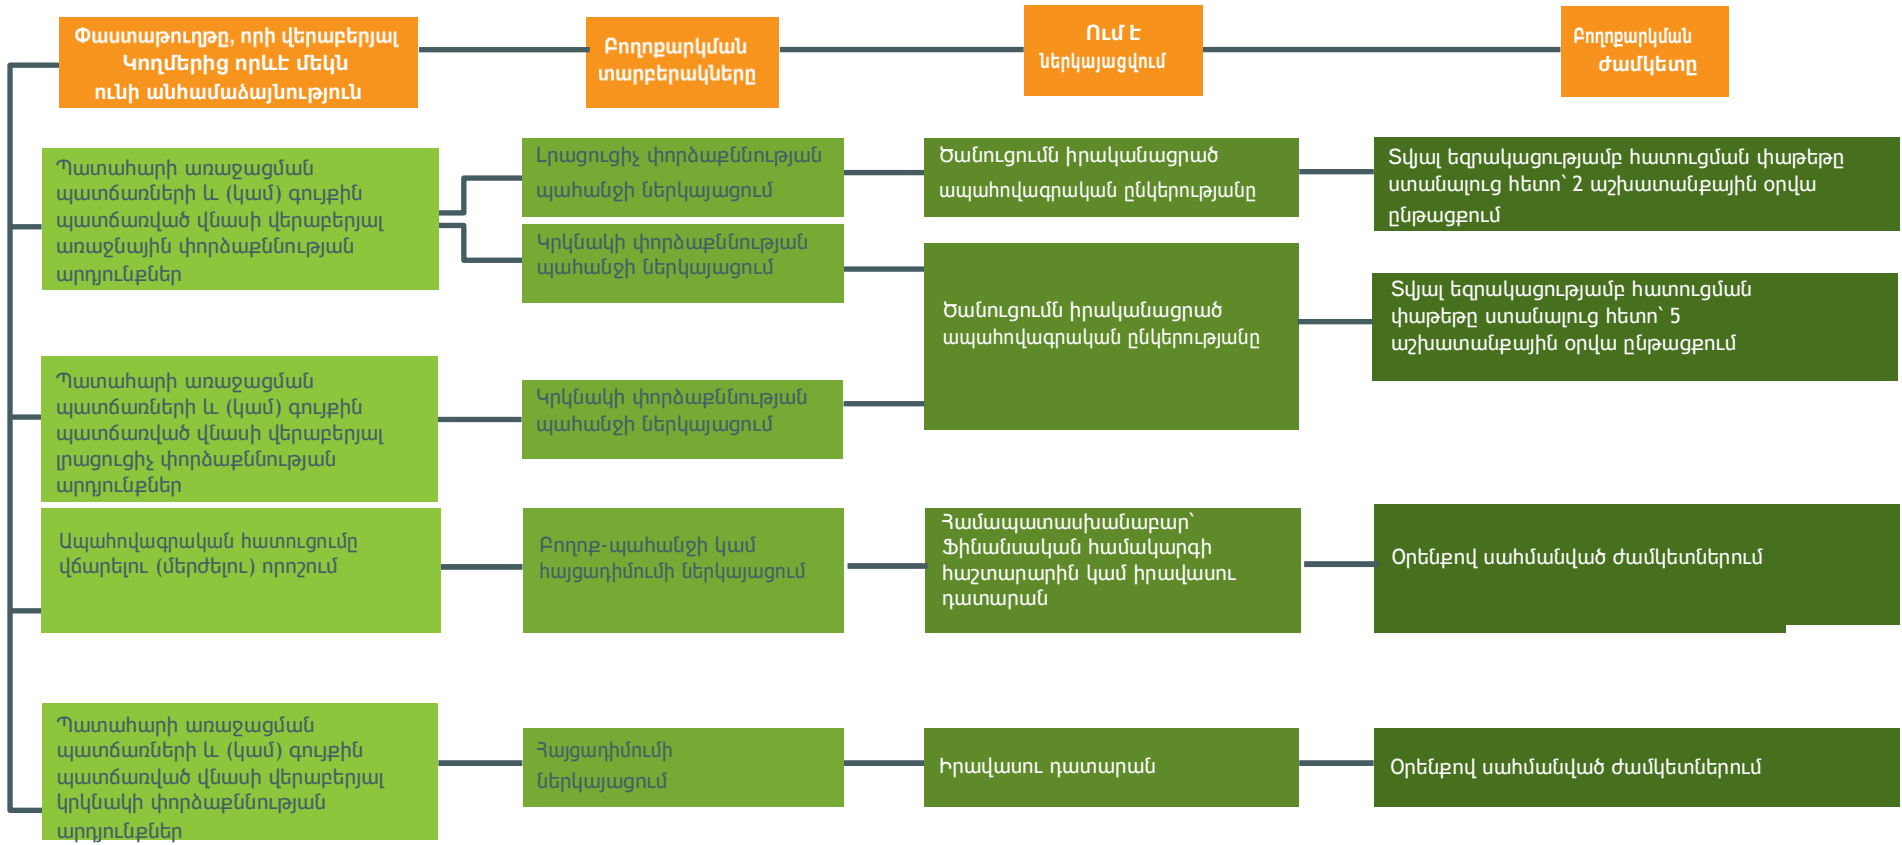 Փաստաթուղթը, որի վերաբերյալ
Կողմերից որևէ մեկն
ունի անհամաձայնություն
Բողոքարկման
տարբերակները
Ում է
ներկայացվում
Բողոքարկման
ժամկետը
Պատահարի առաջացման
պատճառների և (կամ) գույքին
պատճառված վնասի վերաբերյալ
առաջնային փորձաքննության
արդյունքներ
Լրացուցիչ փորձաքննության
պահանջի ներկայացում
Ծանուցումն իրականացրած
ապահովագրական ընկերությանը
Տվյալ եզրակացությամբ հատուցման փաթեթը
ստանալուց հետո՝ 2 աշխատանքային օրվա
ընթացքում
Կրկնակի փորձաքննության
պահանջի ներկայացում
Ծանուցումն իրականացրած
ապահովագրական ընկերությանը
Տվյալ եզրակացությամբ հատուցման
փաթեթը ստանալուց հետո՝ 5
աշխատանքային օրվա ընթացքում
Պատահարի առաջացման
պատճառների և (կամ) գույքին
պատճառված վնասի վերաբերյալ
լրացուցիչ փորձաքննության
արդյունքներ
Կրկնակի փորձաքննության
պահանջի ներկայացում
Ապահովագրական հատուցումը
վճարելու (մերժելու) որոշում
Բողոք-պահանջի կամ
հայցադիմումի ներկայացում
Համապատասխանաբար՝
Ֆինանսական համակարգի
հաշտարարին կամ իրավասու
դատարան
Օրենքով սահմանված ժամկետներում
Պատահարի առաջացման
պատճառների և (կամ) գույքին
պատճառված վնասի վերաբերյալ
կրկնակի փորձաքննության
արդյունքներ
Հայցադիմումի
ներկայացում
Իրավասու դատարան
Օրենքով սահմանված ժամկետներում